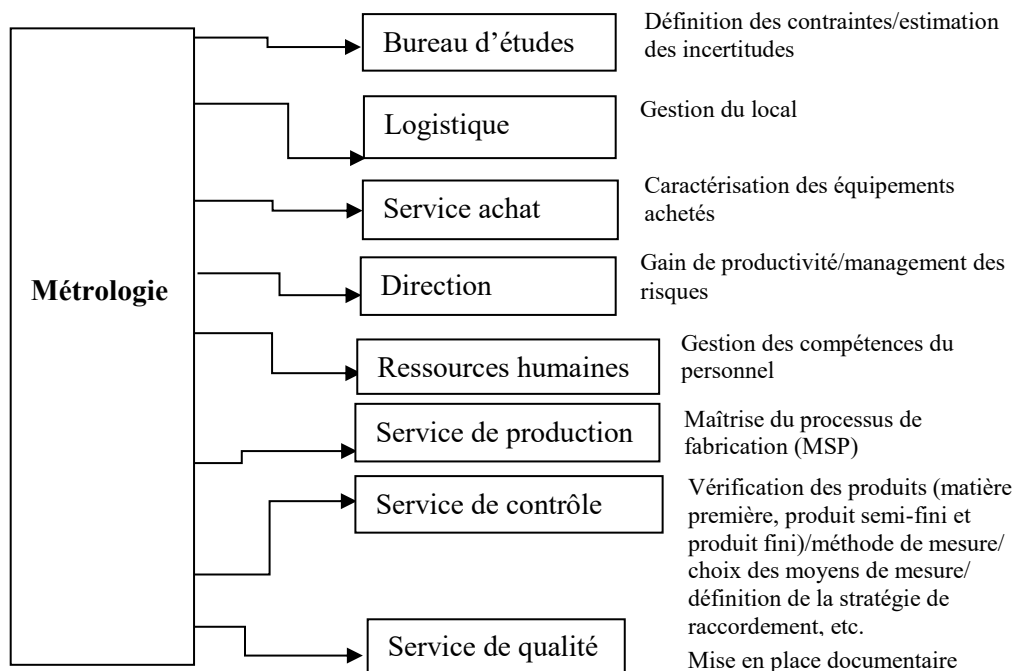 Métrologie
Bureau d’études
Définition des contraintes/estimation
des incertitudes
Logistique
Gestion du local
Service achat
Caractérisation des équipements
achetés
Direction
Gain de productivité/management des
risques
Ressources humaines
Gestion des compétences du
personnel
Service de production
Maîtrise du processus de
fabrication (MSP)
Service de contrôle
Vérification des produits (matière
première, produit semi-fini et
produit fini)/méthode de mesure/
choix des moyens de mesure/
définition de la stratégie de
raccordement, etc.
Service de qualité
Mise en place documentaire